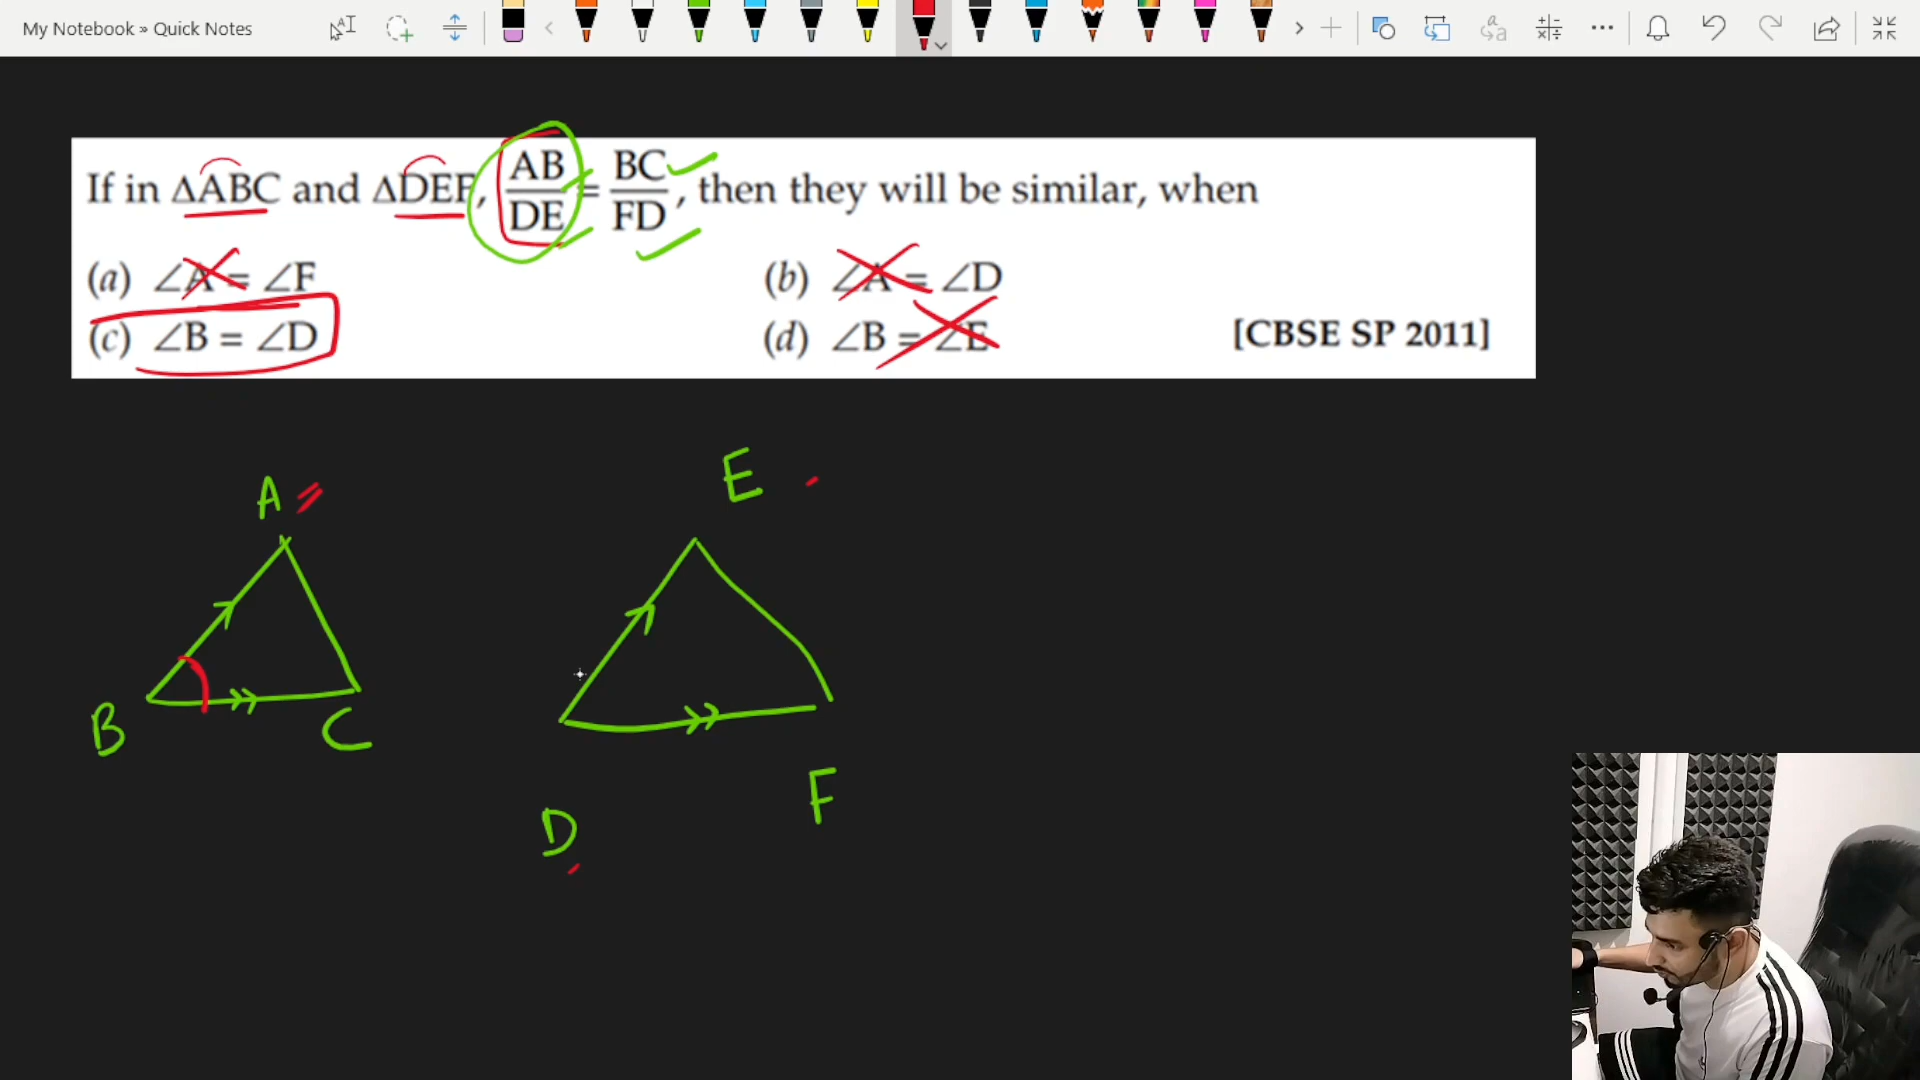 My Notebook » Quick Notes
If in ΔABC and ΔDEF, AB/DE = BC/FD, then they will be similar, when
(a) ∠A = ∠F (b) ∠A = ∠D
(c) ∠B = ∠D (d) ∠B = ∠E [CBSE SP 2011]
A
E
B
C
D
F